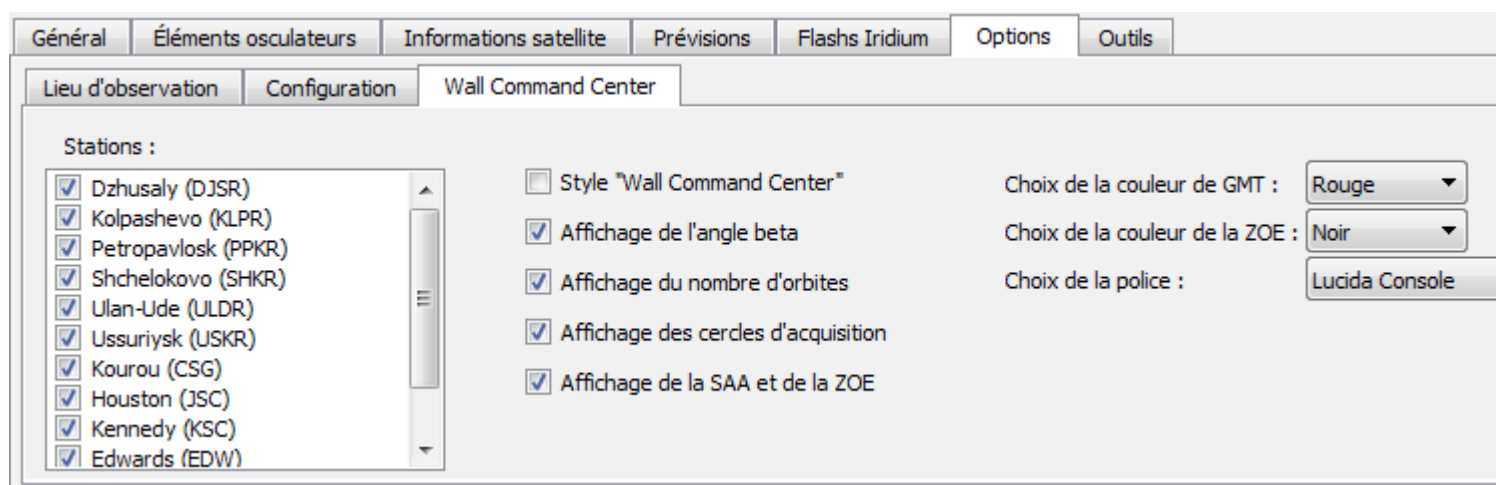 Général Éléments osculateurs Informations satellite Prévisions Flashs Iridium Options Outils
Lieu d'observation Configuration Wall Command Center
Stations :
Dzhusaly (DJSR)
Kolpashevo (KLPR)
Petropavlosk (PPKR)
Shchelokovo (SHKR)
Ulan-Ude (ULDR)
Ussuriysk (USKR)
Kourou (CSG)
Houston (JSC)
Kennedy (KSC)
Edwards (EDW)
Style "Wall Command Center"
Affichage de l'angle beta
Affichage du nombre d'orbites
Affichage des cercles d'acquisition
Affichage de la SAA et de la ZOE
Choix de la couleur de GMT : Rouge
Choix de la couleur de la ZOE : Noir
Choix de la police : Lucida Console